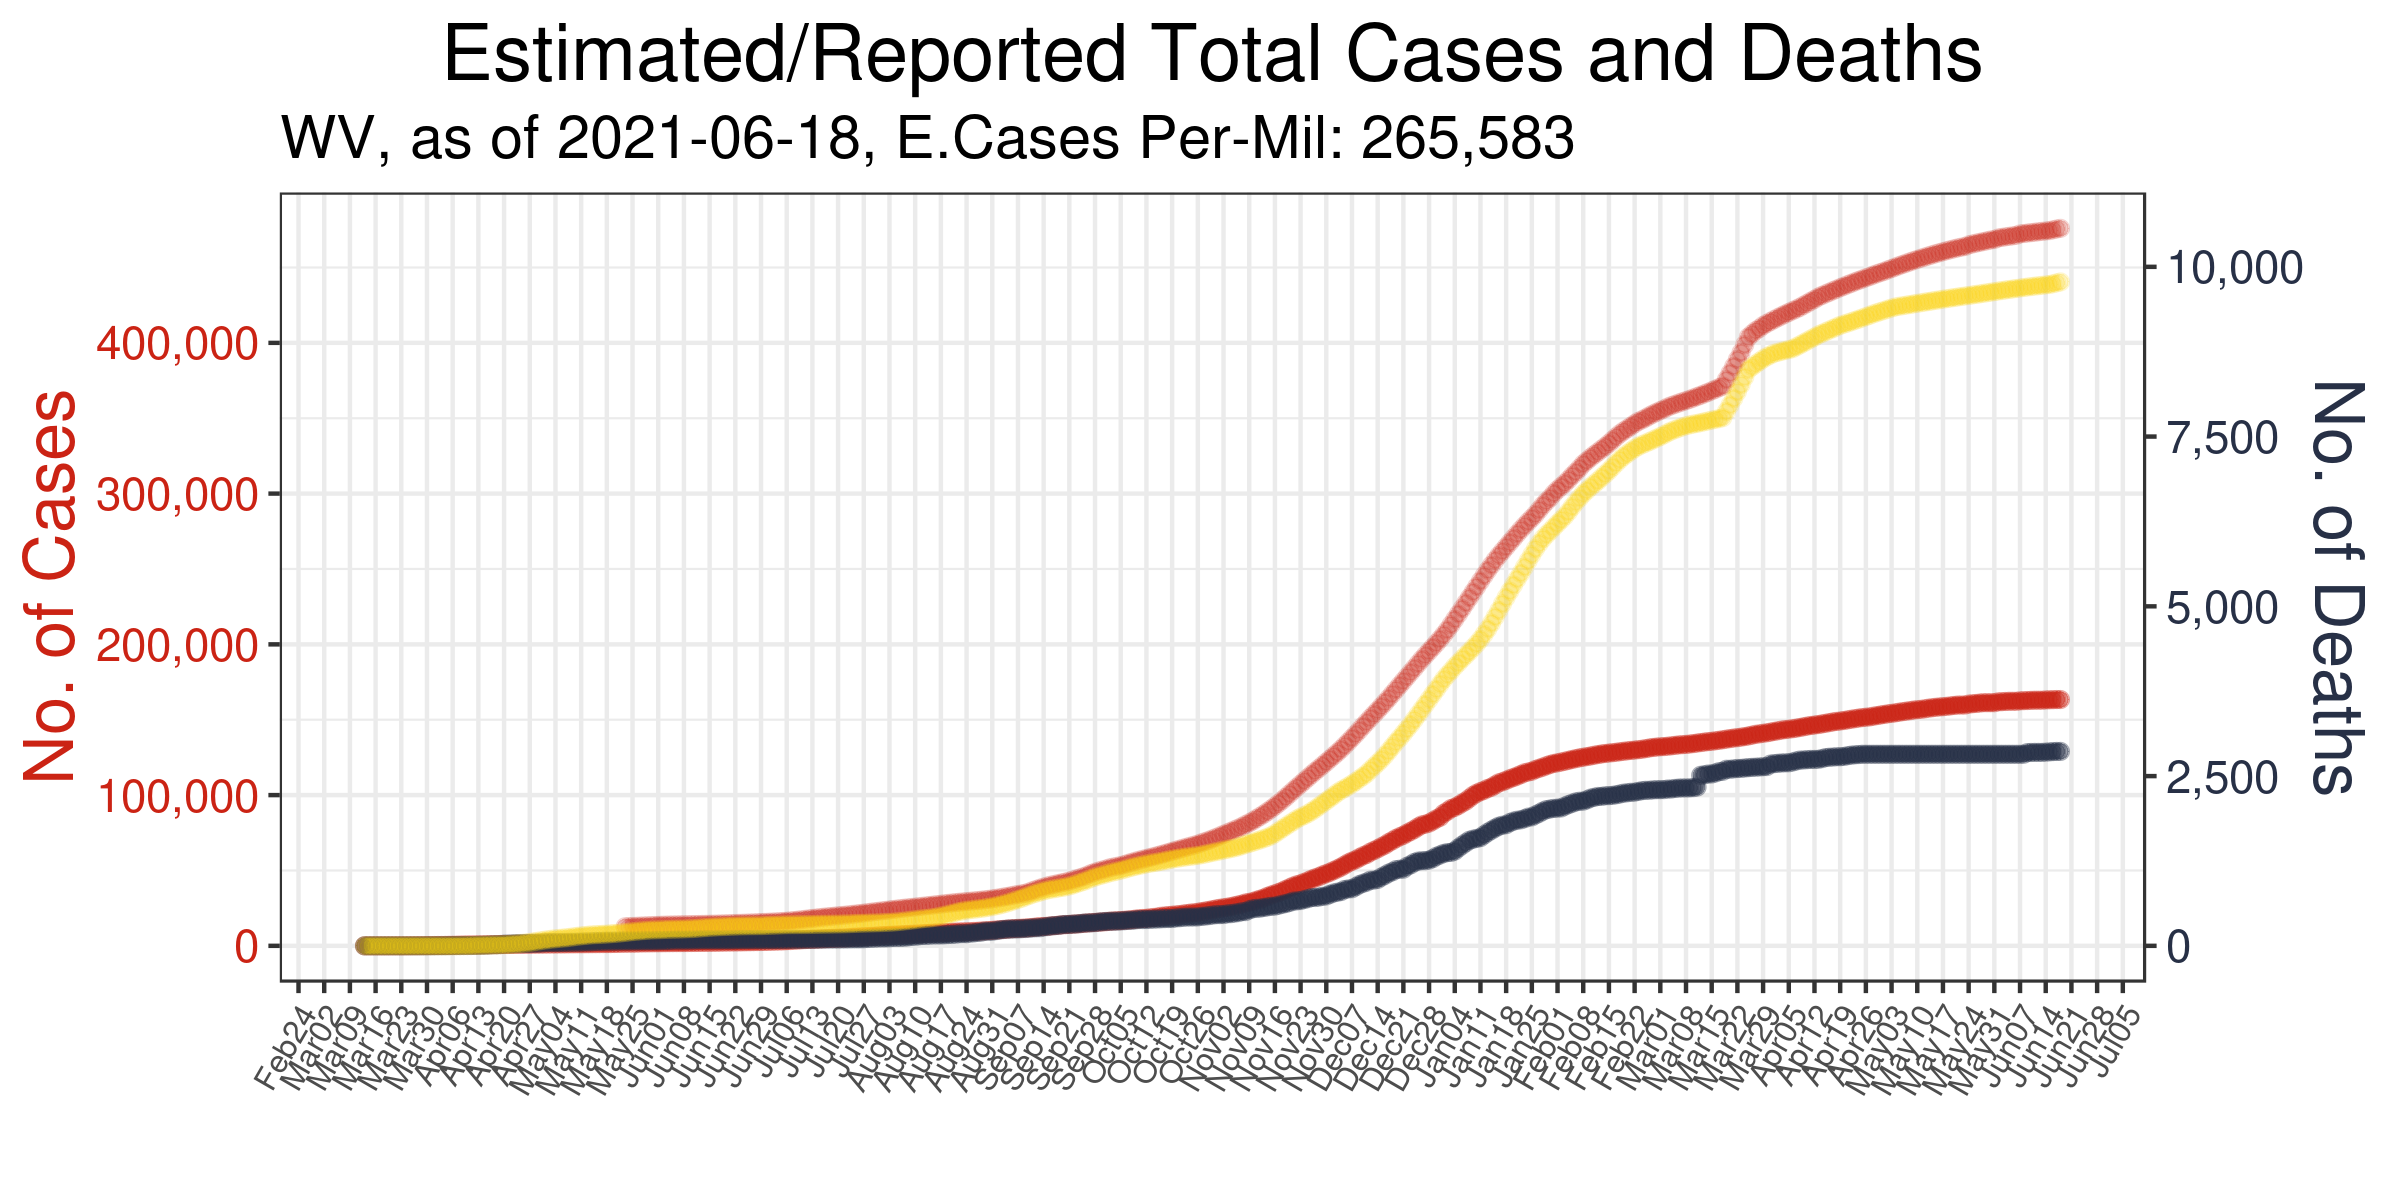 Estimated/Reported Total Cases and Deaths
WV, as of 2021-06-18, E.Cases Per-Mil: 265,583
No. of Cases
400,000
300,000
200,000
100,000
0
10,000
7,500
5,000
2,500
0
No. of Deaths
Feb24
Mar02
Mar09
Mar16
Mar23
Mar30
Apr06
Apr13
Apr20
Apr27
May04
May11
May18
May25
Jun01
Jun08
Jun15
Jun22
Jun29
Jul06
Jul13
Jul20
Jul27
Aug03
Aug10
Aug17
Aug24
Aug31
Sep07
Sep14
Sep21
Sep28
Oct05
Oct12
Oct19
Oct26
Nov02
Nov09
Nov16
Nov23
Nov30
Dec07
Dec14
Dec21
Dec28
Jan04
Jan11
Jan18
Jan25
Feb01
Feb08
Feb15
Feb22
Mar01
Mar08
Mar15
Mar22
Mar29
Apr05
Apr12
Apr19
Apr26
May03
May10
May17
May24
May31
Jun07
Jun14
Jun21
Jun28
Jul05